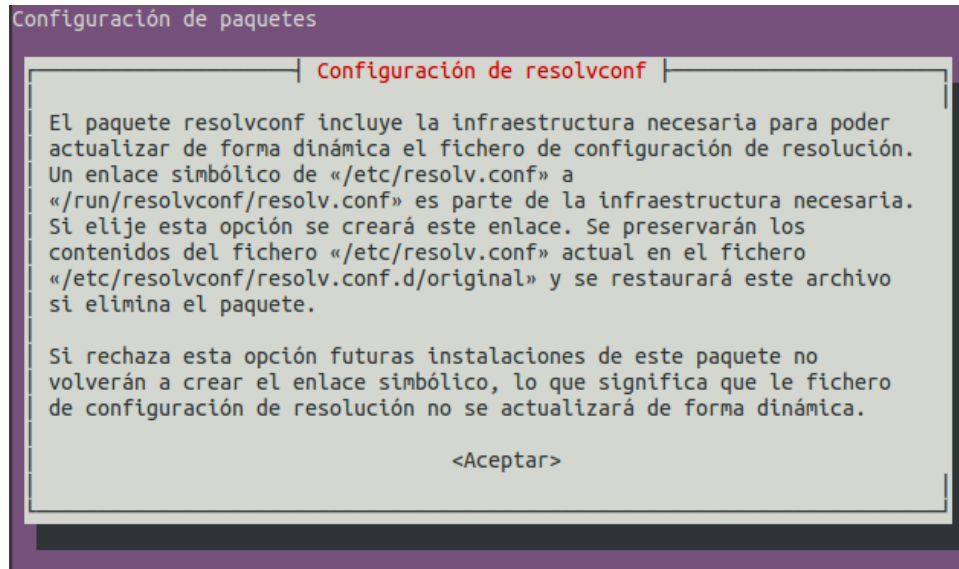 Configuración de paquetes
Configuración de resolvconf
El paquete resolvconf incluye la infraestructura necesaria para poder
actualizar de forma dinámica el fichero de configuración de resolución.
Un enlace simbólico de «/etc/resolv.conf» a
«/run/resolvconf/resolv.conf» es parte de la infraestructura necesaria.
Si elije esta opción se creará este enlace. Se preservarán los
contenidos del fichero «/etc/resolv.conf» actual en el fichero
«/etc/resolvconf/resolv.conf.d/original» y se restaurará este archivo
si elimina el paquete.
Si rechaza esta opción futuras instalaciones de este paquete no
volverán a crear el enlace simbólico, lo que significa que le fichero
de configuración de resolución no se actualizará de forma dinámica.
<Aceptar>